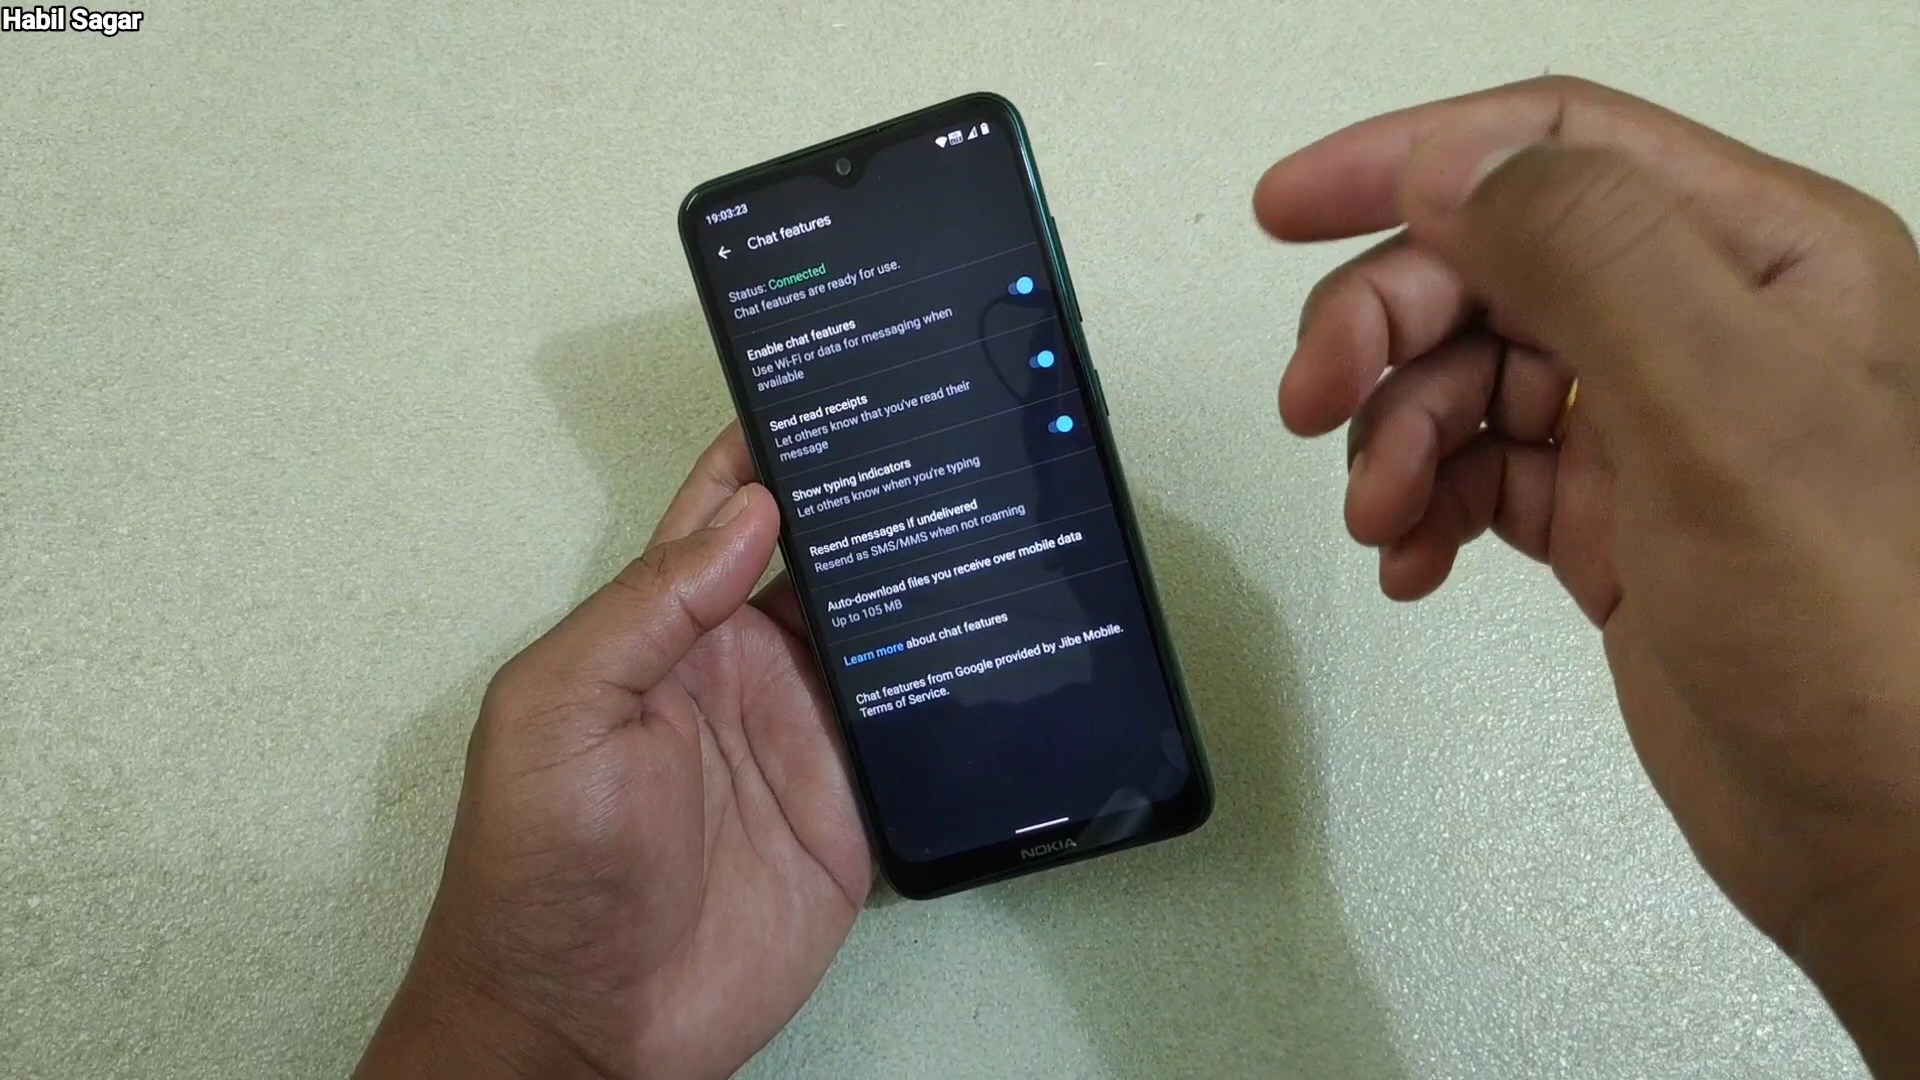 Habil Sagar
19:03:23
Chat features
Status: Connected
Chat features are ready for use.
Enable chat features
Use Wi-Fi or data for messaging when
available
Send read receipts
Let others know that you've read their
message
Show typing indicators
Let others know when you're typing
Resend messages if undelivered
Resend as SMS/MMS when not roaming
Auto-download files you receive over mobile data
Up to 105 MB
Learn more about chat features
Chat features from Google provided by Jibe Mobile.
Terms of Service.
NOKIA